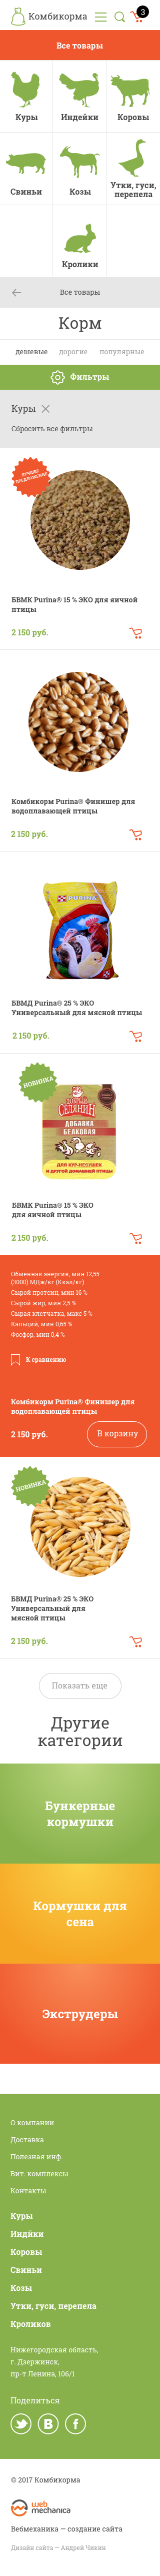 Комбикорма
3
Все товары
Куры
Индейки
Коровы
Свиньи
Козы
Утки, гуси,
перепела
Кролики
Все товары
Корм
дешевые дорогие популярные
Фильтры
Куры
Сбросить все фильтры
ЛУЧШЕЕ
ПРЕДЛОЖЕНИЕ
БВМК Purina® 15 % ЭКО для яичной
птицы
2 150 руб.
Комбикорм Purina® Финишер для
водоплавающей птицы
2 150 руб.
PURINA
БВМД Purina® 25 % ЭКО
Универсальный для мясной птицы
2 150 руб.
НОВИНКА
СЕЛЯНИН
ДОБАВКА
БЕЛКОВАЯ
ДЛЯ КУР-НЕСУШЕК
БВМК Purina® 15 % ЭКО
для яичной птицы
2 150 руб.
Обменная энергия, мин 12,55
(3000) МДж/кг (Ккал/кг)
Сырой протеин, мин 16 %
Сырой жир, мин 2,5 %
Сырая клетчатка, макс 5 %
Кальций, мин 0,65 %
Фосфор, мин 0,4 %
К сравнению
Комбикорм Purina® Финишер для
водоплавающей птицы
2 150 руб.
В корзину
НОВИНКА
БВМД Purina® 25 % ЭКО
Универсальный для
мясной птицы
2 150 руб.
Показать еще
Другие
категории
Бункерные
кормушки
Кормушки для
сена
Экструдеры
О компании
Доставка
Полезная инф.
Вит. комплексы
Контакты
Куры
Индйки
Коровы
Свиньи
Козы
Утки, гуси, перепела
Кроликов
Нижегородская область,
г. Дзержинск,
пр-т Ленина, 106/1
Поделиться
© 2017 Комбикорма
web
mechanica
Вебмеханика — создание сайта
Дизайн сайта — Андрей Чикин